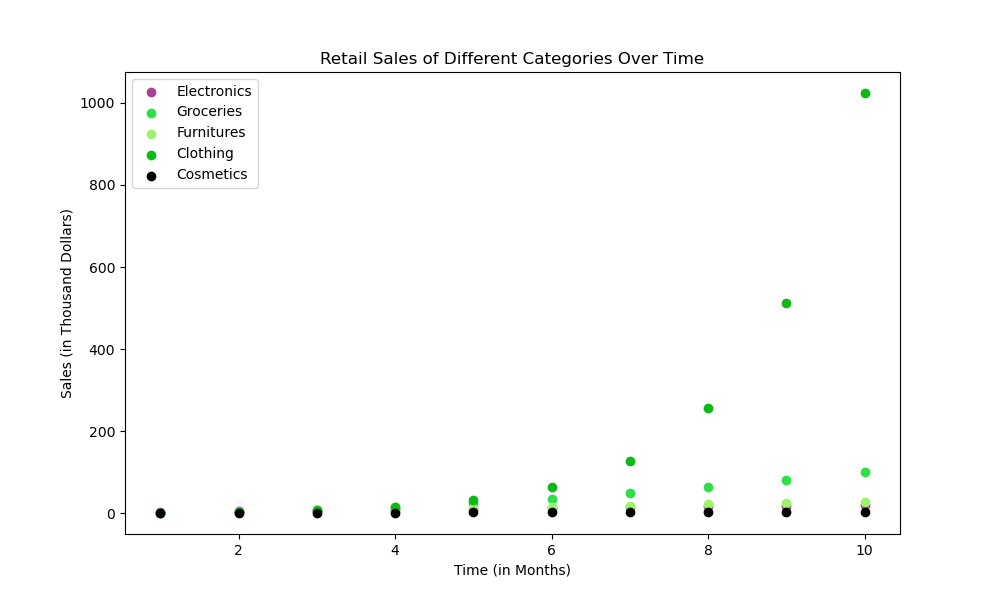 Retail Sales of Different Categories Over Time
Electronics
Groceries
Furnitures
Clothing
Cosmetics
1000
800
600
400
200
0
Sales (in Thousand Dollars)
2
4
6
8
10
Time (in Months)